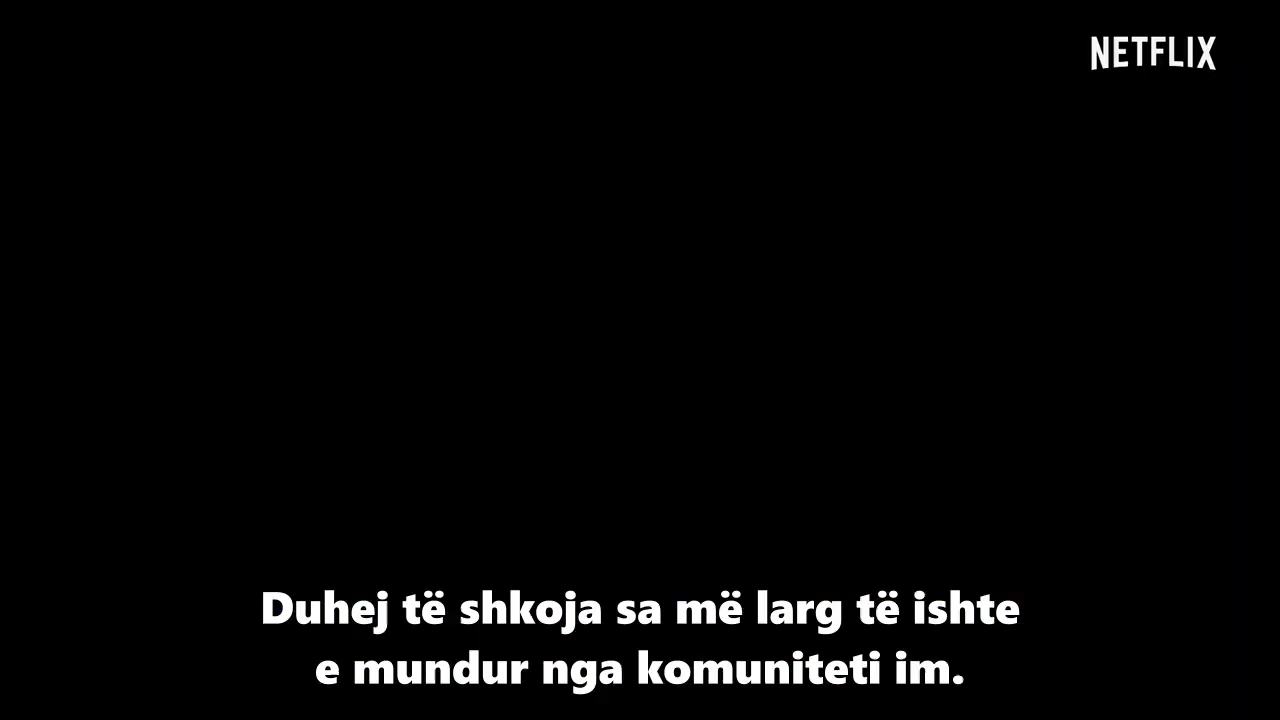 NETFLIX
Duhej të shkoja sa më larg të ishte
e mundur nga komuniteti im.